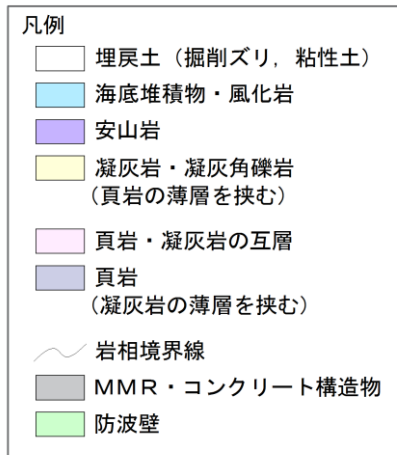 凡例
埋戻土（掘削ズリ，粘性土）
海底堆積物・風化岩
安山岩
凝灰岩・凝灰角礫岩
（頁岩の薄層を挟む）
頁岩・凝灰岩の互層
頁岩
（凝灰岩の薄層を挟む）
岩相境界線
ＭＭＲ・コンクリート構造物
防波壁